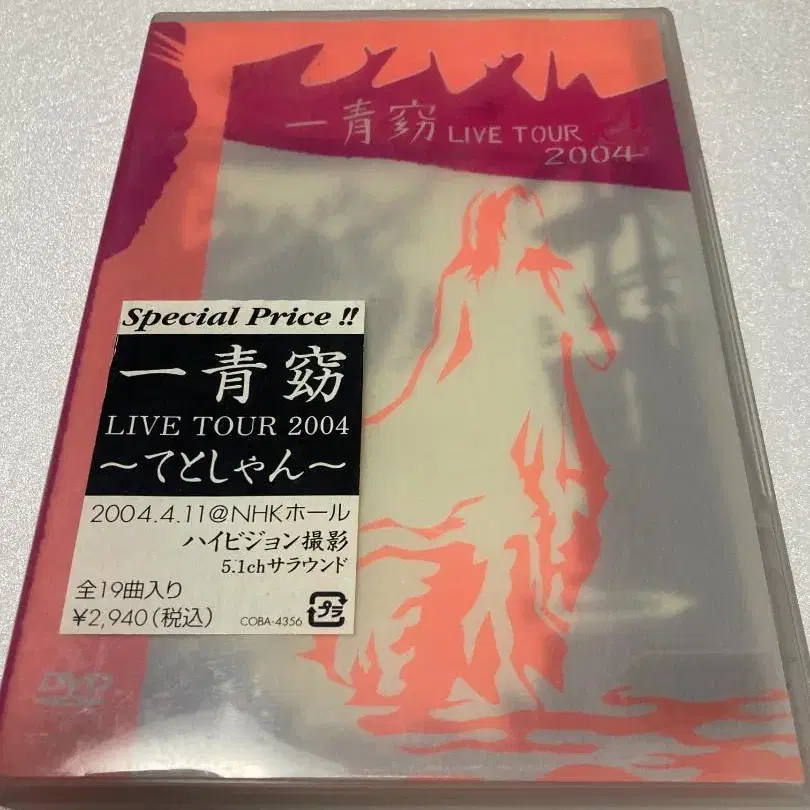 一青窈 LIVE TOUR
2004
Special Price !!
一青窈
LIVE TOUR 2004
〜てとしゃん〜
2004.4.11@NHKホール
ハイビジョン撮影
5.1chサラウンド
全19曲入り
¥2,940(税込)
COBA-4356
プラ
DVD